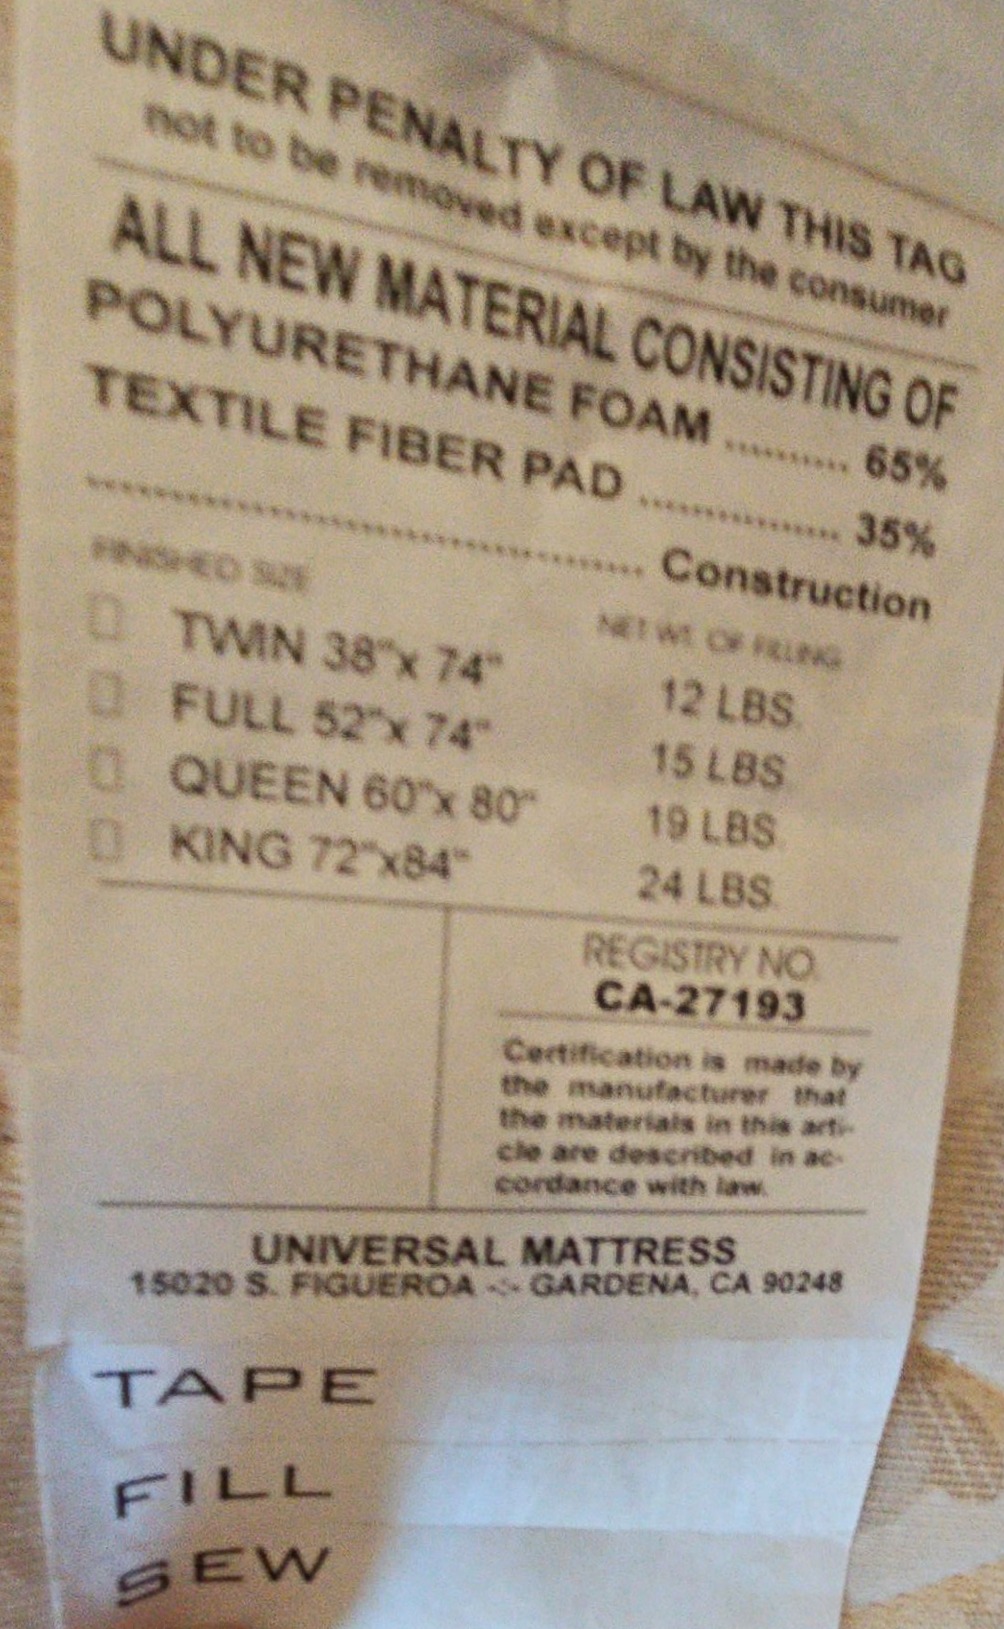 UNDER PENALTY OF LAW THIS TAG
not to be removed except by the consumer
ALL NEW MATERIAL CONSISTING OF
POLYURETHANE FOAM .......... 65%
TEXTILE FIBER PAD ................ 35%
............................................ Construction
FINISHED SIZE NET WT. OF FILLING
TWIN 38"x 74" 12 LBS.
FULL 52"x 74" 15 LBS.
QUEEN 60"x 80" 19 LBS.
KING 72"x84" 24 LBS.
REGISTRY NO.
CA-27193
Certification is made by
the manufacturer that
the materials in this arti-
cle are described in ac-
cordance with law.
UNIVERSAL MATTRESS
15020 S. FIGUEROA -:- GARDENA, CA 90248
TAPE
FILL
SEW